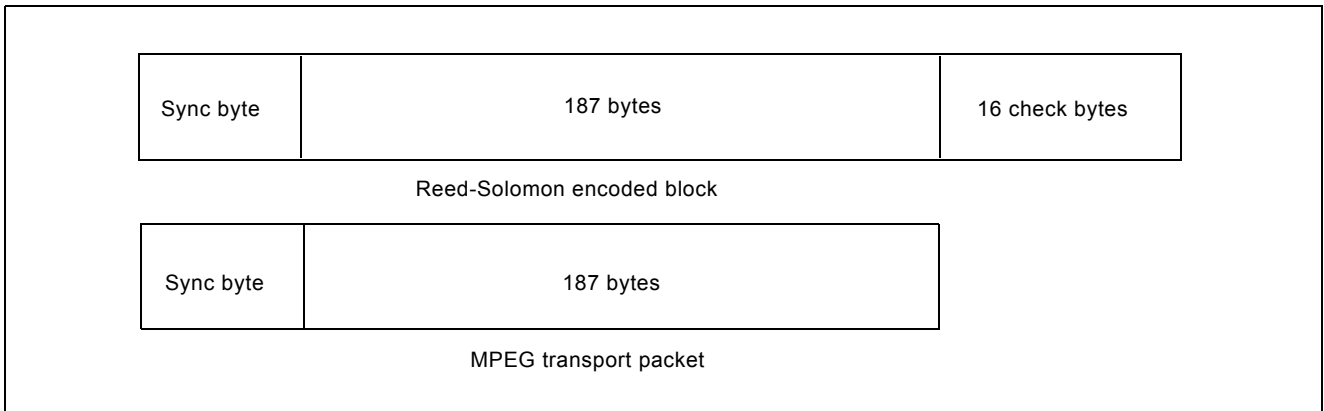 Sync byte
187 bytes
16 check bytes
Reed-Solomon encoded block
Sync byte
187 bytes
MPEG transport packet